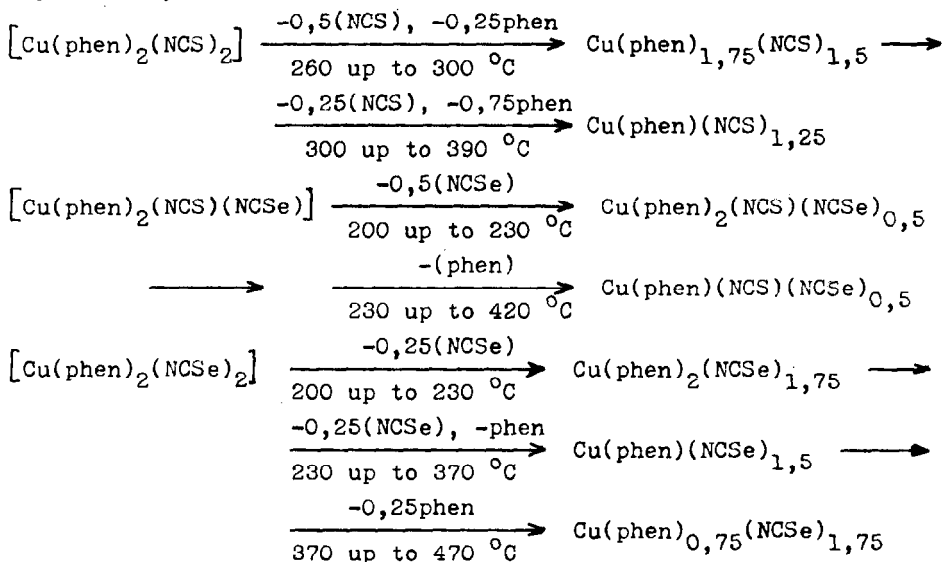 -0,5(NCS), -0,25phen
[Cu(phen)₂(NCS)₂] ⟶ Cu(phen)₁,₇₅(NCS)₁,₅ ⟶
260 up to 300 °C
-0,25(NCS), -0,75phen
⟶ Cu(phen)(NCS)₁,₂₅
300 up to 390 °C
-0,5(NCSe)
[Cu(phen)₂(NCS)(NCSe)] ⟶ Cu(phen)₂(NCS)(NCSe)₀,₅
200 up to 230 °C
-(phen)
⟶ ⟶ Cu(phen)(NCS)(NCSe)₀,₅
230 up to 420 °C
-0,25(NCSe)
[Cu(phen)₂(NCSe)₂] ⟶ Cu(phen)₂(NCSe)₁,₇₅ ⟶
200 up to 230 °C
-0,25(NCSe), -phen
⟶ Cu(phen)(NCSe)₁,₅ ⟶
230 up to 370 °C
-0,25phen
⟶ Cu(phen)₀,₇₅(NCSe)₁,₇₅
370 up to 470 °C